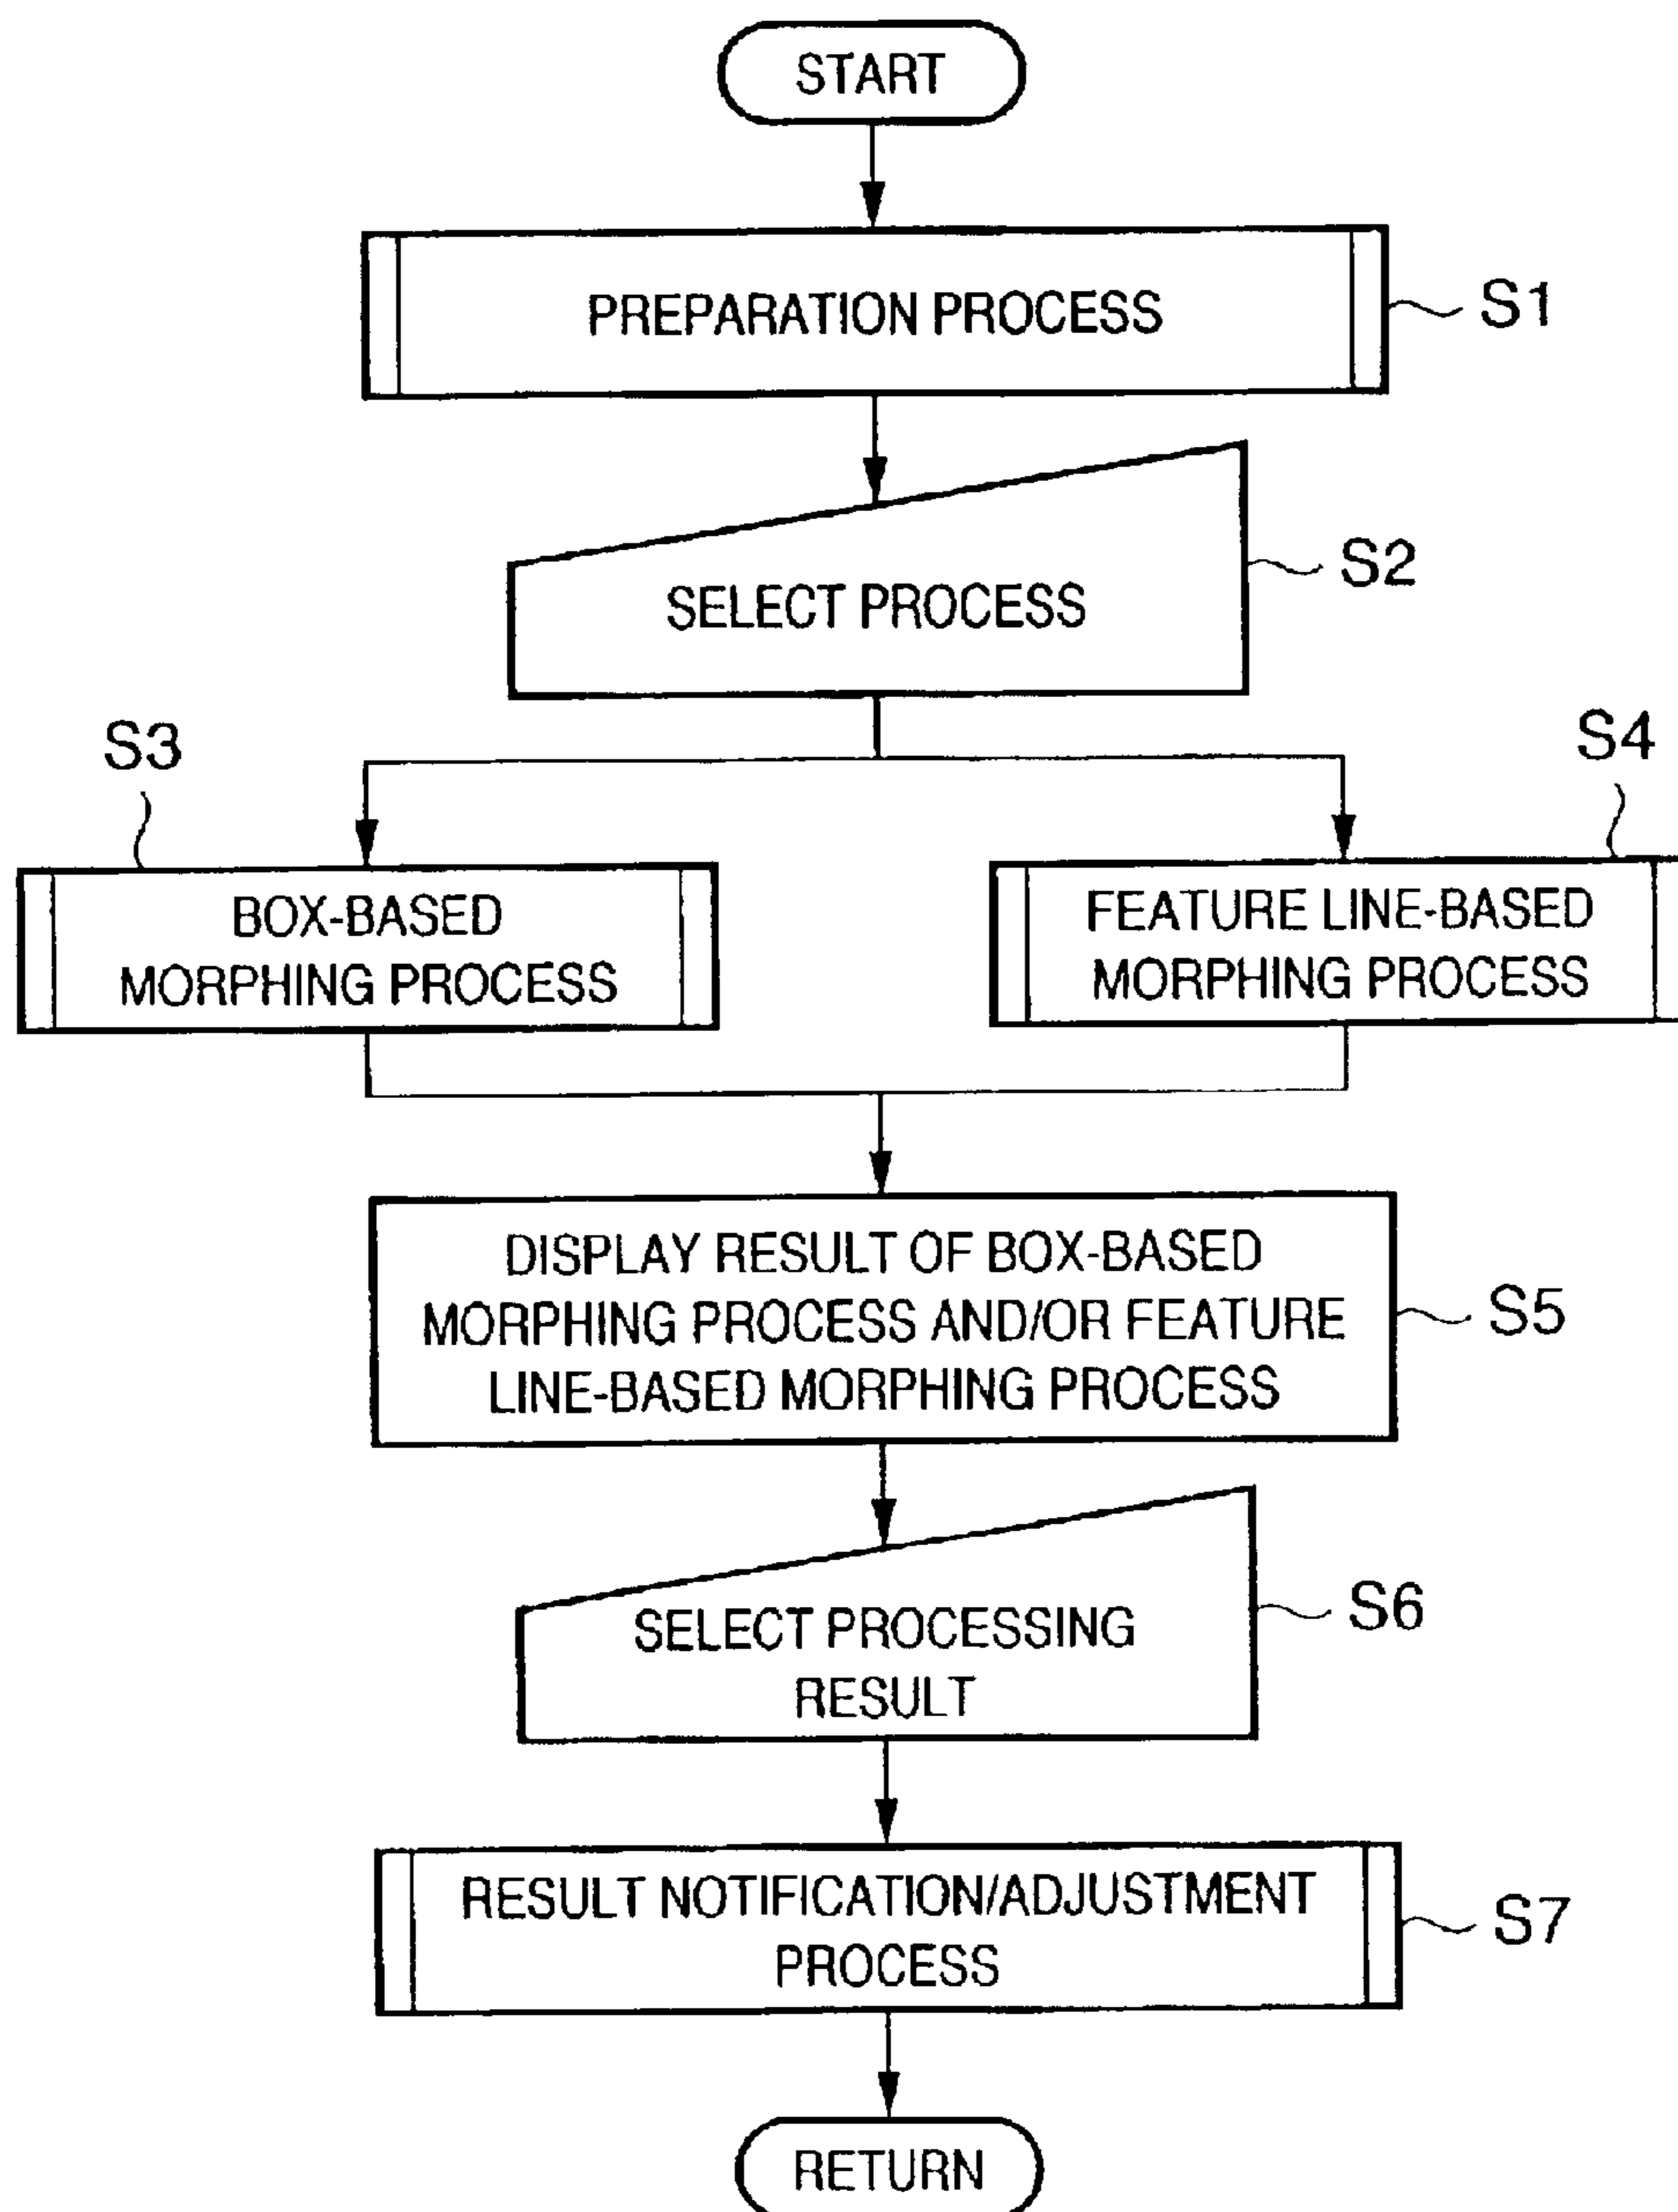 START
PREPARATION PROCESS
S1
SELECT PROCESS
S2
S3
S4
BOX-BASED
MORPHING PROCESS
FEATURE LINE-BASED
MORPHING PROCESS
DISPLAY RESULT OF BOX-BASED
MORPHING PROCESS AND/OR FEATURE
LINE-BASED MORPHING PROCESS
S5
SELECT PROCESSING
RESULT
S6
RESULT NOTIFICATION/ADJUSTMENT
PROCESS
S7
RETURN